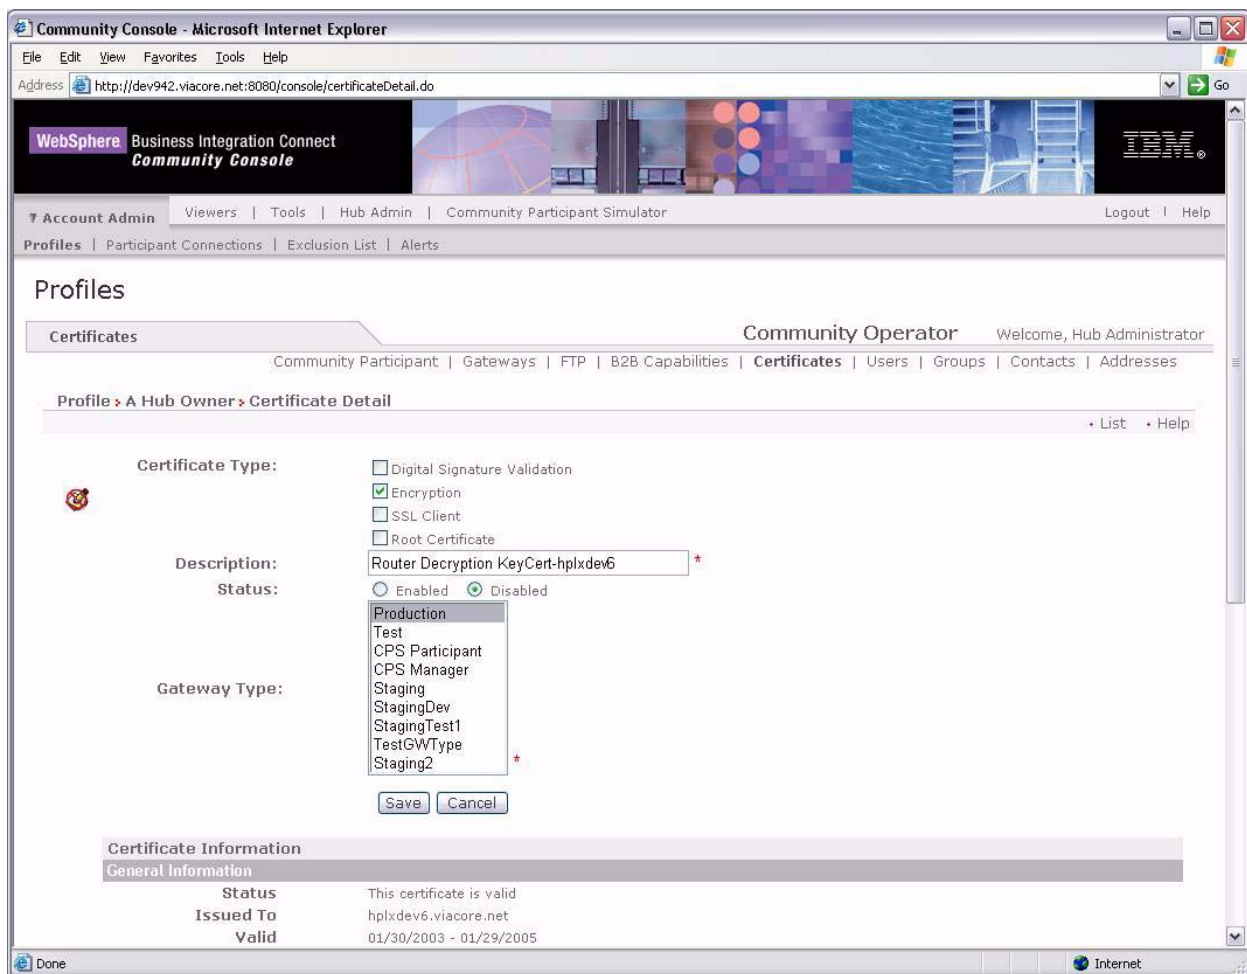 Community Console - Microsoft Internet Explorer
File Edit View Favorites Tools Help
Address http://dev942.viacore.net:8080/console/certificateDetail.do Go
WebSphere Business Integration Connect
Community Console
IBM®
Account Admin Viewers | Tools | Hub Admin | Community Participant Simulator Logout | Help
Profiles | Participant Connections | Exclusion List | Alerts
Profiles
Certificates Community Operator Welcome, Hub Administrator
Community Participant | Gateways | FTP | B2B Capabilities | Certificates | Users | Groups | Contacts | Addresses
Profile > A Hub Owner > Certificate Detail
List Help
Certificate Type: Digital Signature Validation
Encryption
SSL Client
Root Certificate
Description: Router Decryption KeyCert-hplxdev6 *
Status: Enabled Disabled
Production
Test
CPS Participant
CPS Manager
Gateway Type: Staging
StagingDev
StagingTest1
TestGWType
Staging2 *
Save Cancel
Certificate Information
General Information
Status This certificate is valid
Issued To hplxdev6.viacore.net
Valid 01/30/2003 - 01/29/2005
Done Internet